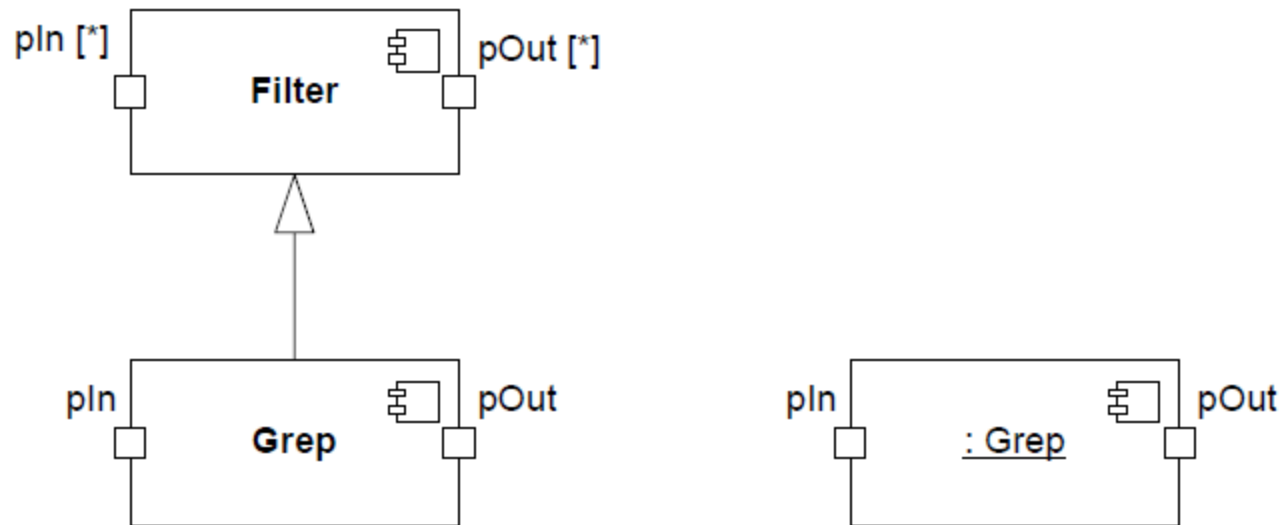 pIn [*]
pOut [*]
Filter
pIn
pOut
Grep
pIn
pOut
: Grep